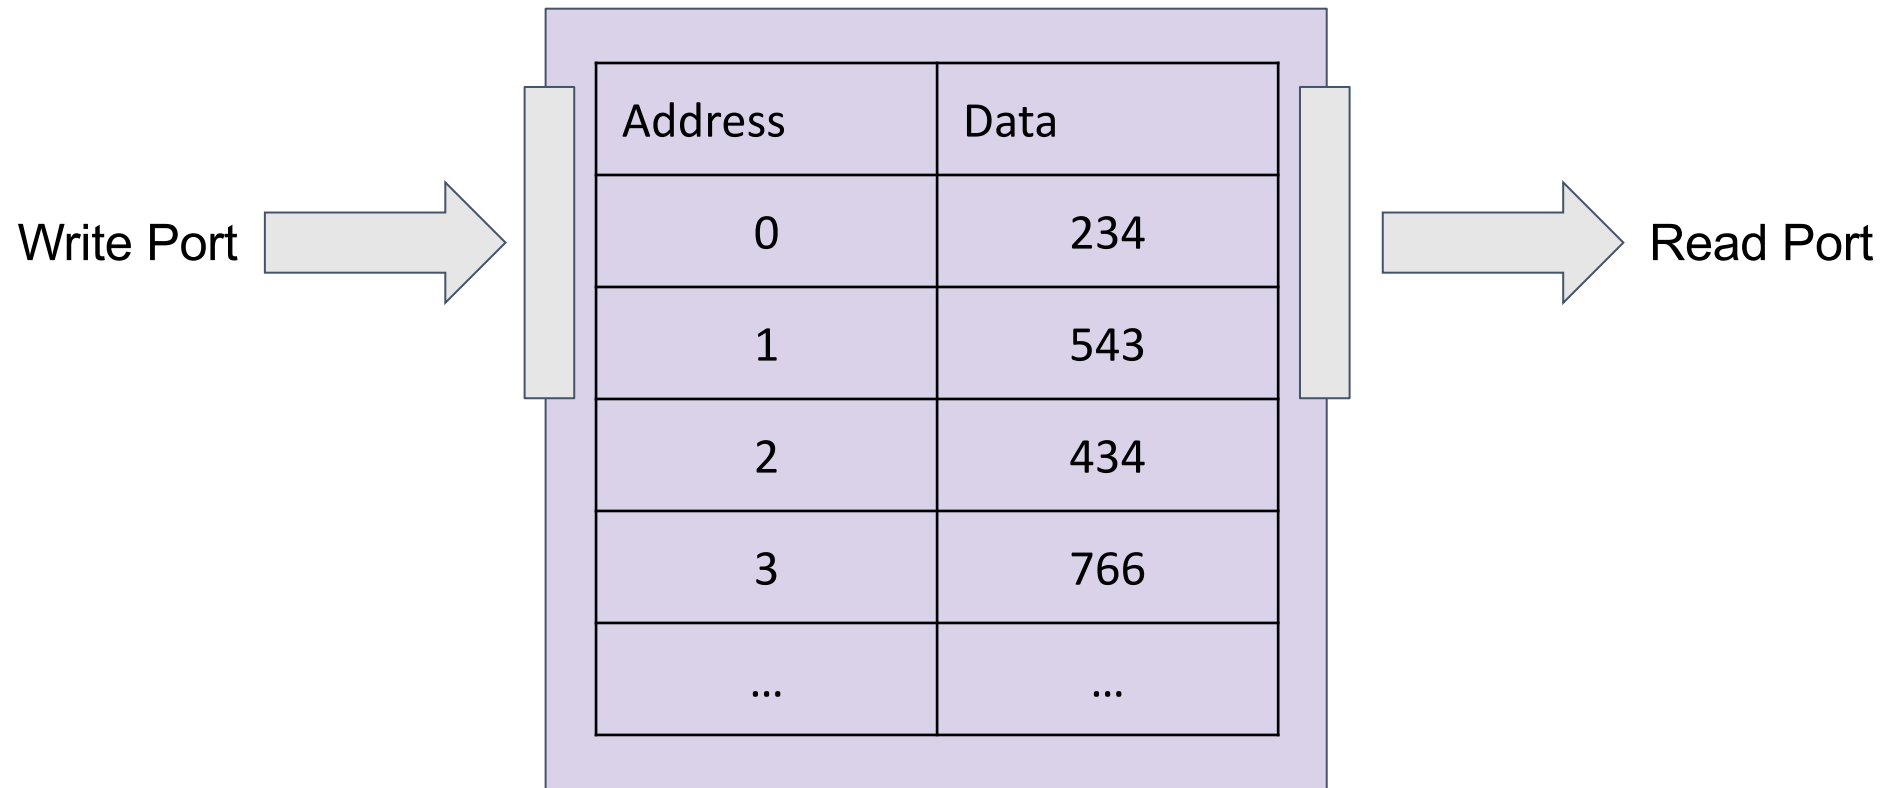 Address Data
0 234
Write Port
Read Port
1 543
2 434
3 766
... ...